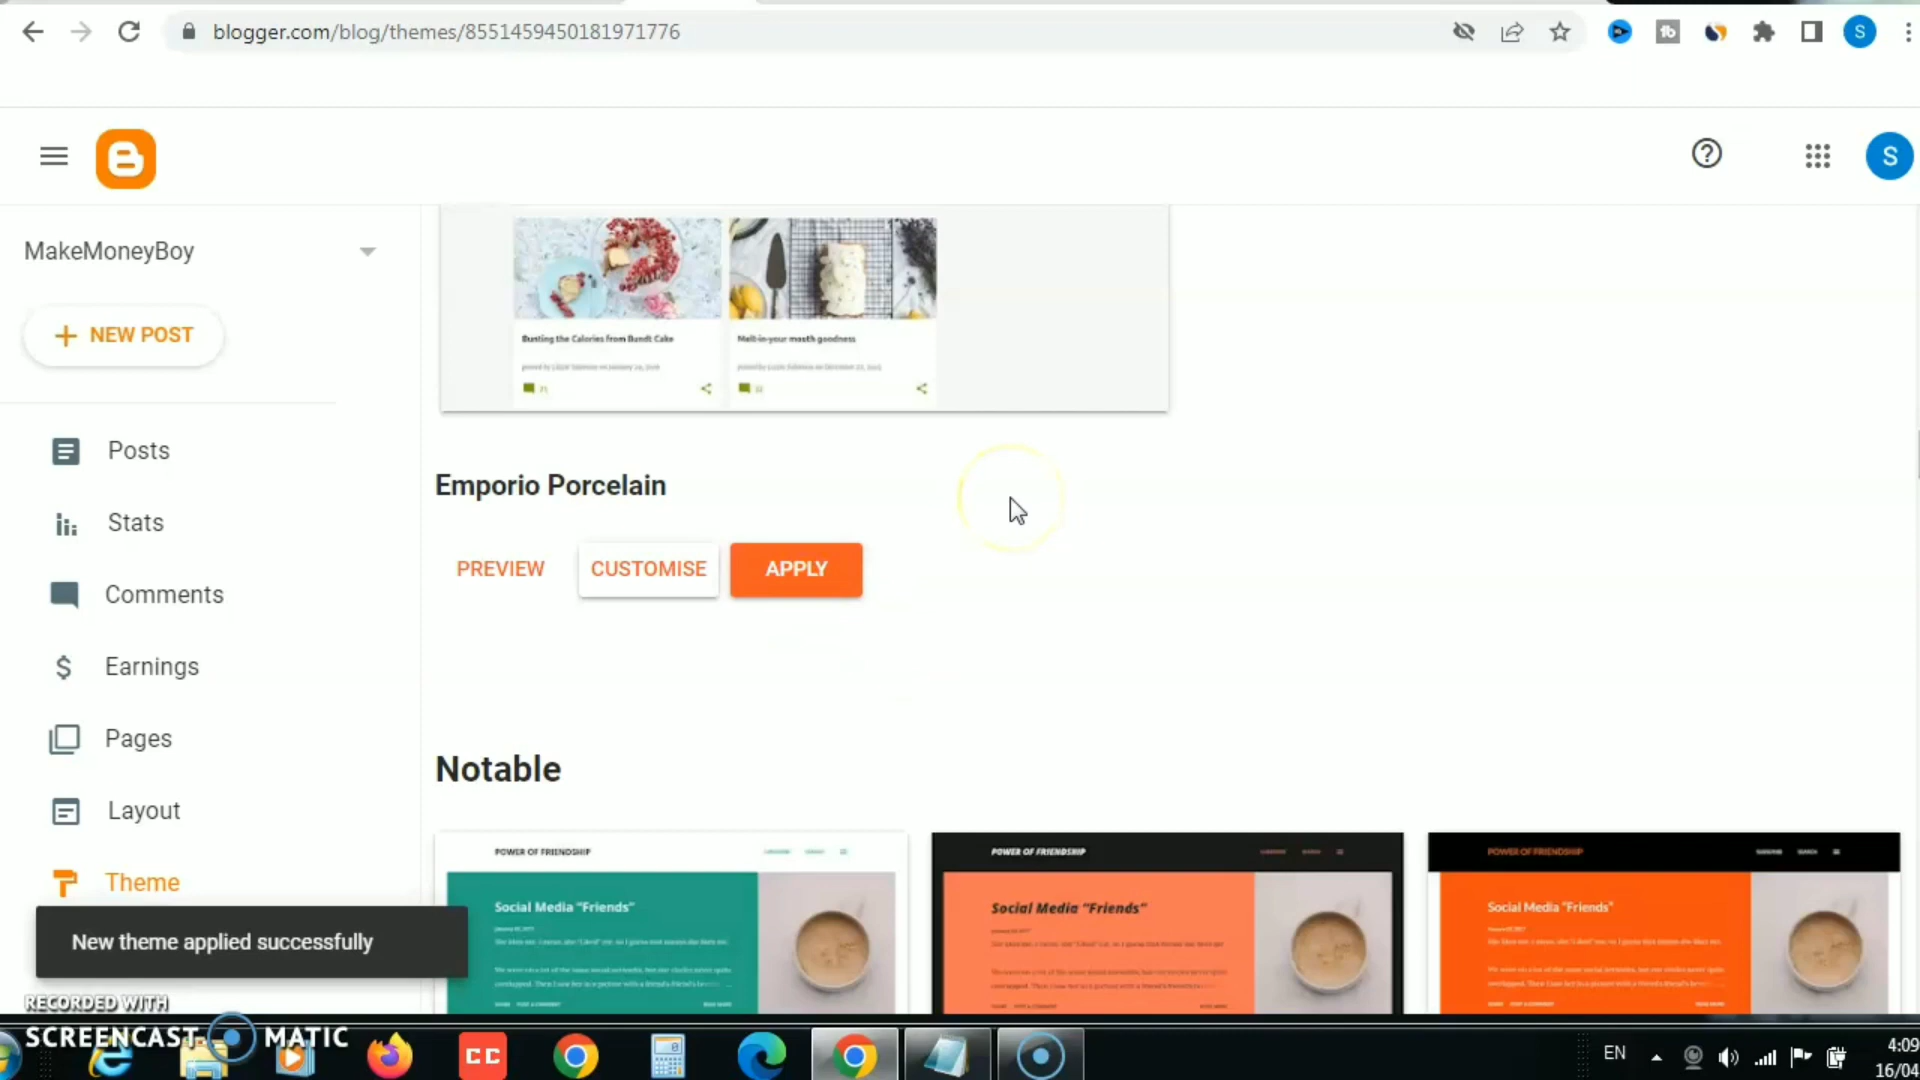 blogger.com/blog/themes/8551459450181971776
S
S
MakeMoneyBoy
+ NEW POST
Posts
Stats
Comments
Earnings
Pages
Layout
Theme
Busting the Calories from Bundt Cake
Melt-in-your mouth goodness
Emporio Porcelain
PREVIEW
CUSTOMISE
APPLY
Notable
POWER OF FRIENDSHIP
POWER OF FRIENDSHIP
POWER OF FRIENDSHIP
Social Media “Friends”
Social Media “Friends”
Social Media “Friends”
New theme applied successfully
RECORDED WITH
SCREENCAST MATIC
CC
EN
4:09
16/04